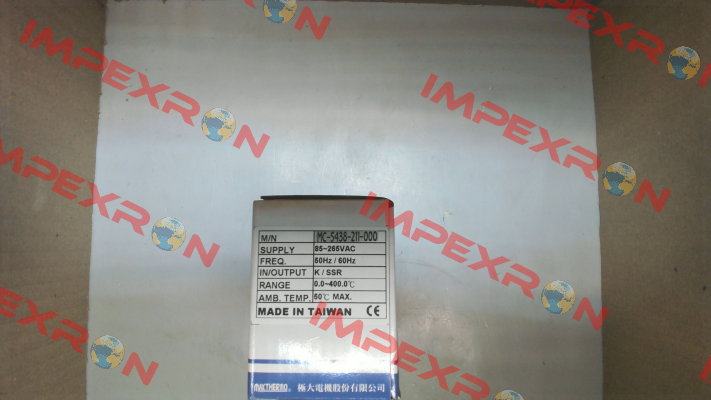 IMPEXRON
IMPEXRON
IMPEXRON
IMPEXRON
IMPEXRON
M/N MC-5438-211-000
SUPPLY 85~265VAC
FREQ. 50Hz / 60Hz
IN/OUTPUT K / SSR
RANGE 0.0~400.0℃
AMB. TEMP. 50℃ MAX.
MADE IN TAIWAN CE
MAXTHERMO 極大電機股份有限公司
IMPEXRON
IMPEXRON